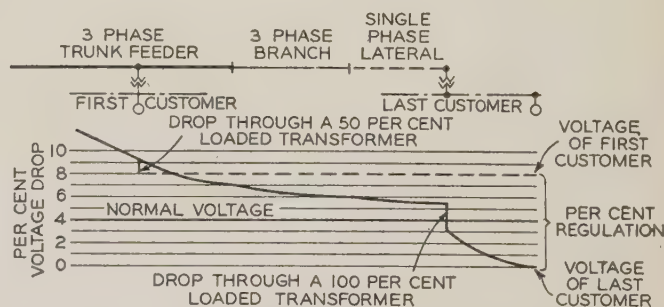 3 PHASE
TRUNK FEEDER
3 PHASE
BRANCH
SINGLE
PHASE
LATERAL
FIRST CUSTOMER
LAST CUSTOMER
DROP THROUGH A 50 PER CENT
LOADED TRANSFORMER
VOLTAGE
OF FIRST
CUSTOMER
PER CENT
VOLTAGE DROP
10
8
6
4
2
0
NORMAL VOLTAGE
PER CENT
REGULATION
DROP THROUGH A 100 PER CENT
LOADED TRANSFORMER
VOLTAGE
OF LAST
CUSTOMER